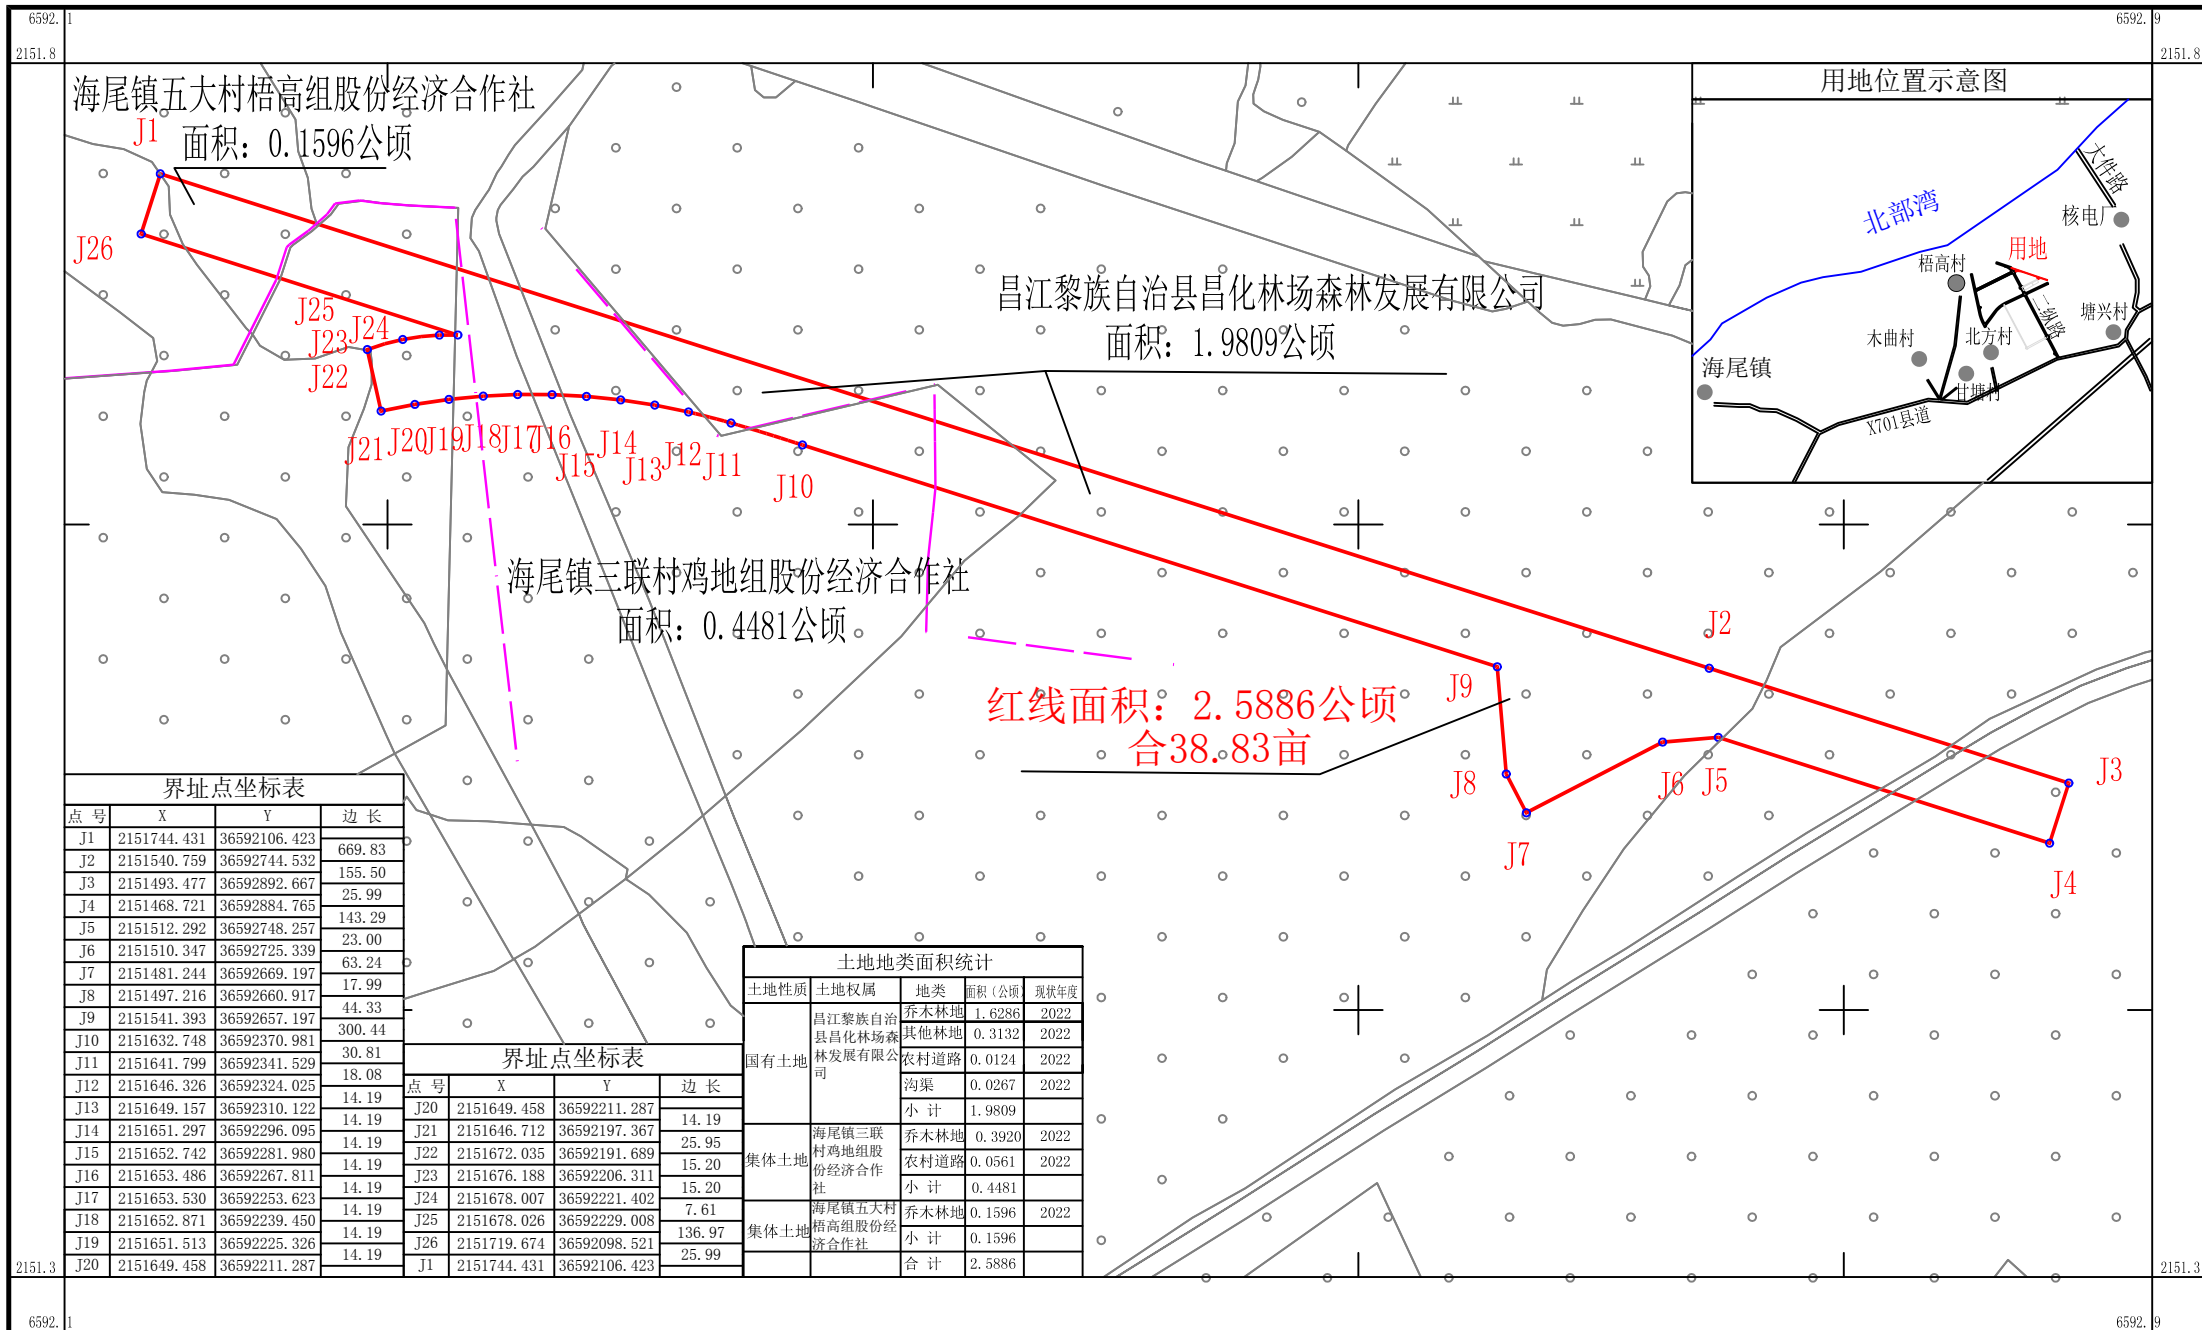 6592.1
6592.9
2151.8
2151.8
海尾镇五大村梧高组股份经济合作社
面积：0.1596公顷
昌江黎族自治县昌化林场森林发展有限公司
面积：1.9809公顷
海尾镇三联村鸡地组股份经济合作社
面积：0.4481公顷
红线面积：2.5886公顷
合38.83亩
J1
J26
J25
J24
J23
J22
J21
J20
J19
J18
J17
J16
J15
J14
J13
J12
J11
J10
J9
J8
J7
J6
J5
J4
J3
J2
用地位置示意图
北部湾
大件路
核电厂
用地
梧高村
二纵路
塘兴村
木曲村
北方村
海尾镇
甘塘村
X701县道
界址点坐标表
点 号 X Y 边 长
J1 2151744.431 36592106.423
669.83
J2 2151540.759 36592744.532
155.50
J3 2151493.477 36592892.667
25.99
J4 2151468.721 36592884.765
143.29
J5 2151512.292 36592748.257
23.00
J6 2151510.347 36592725.339
63.24
J7 2151481.244 36592669.197
17.99
J8 2151497.216 36592660.917
44.33
J9 2151541.393 36592657.197
300.44
J10 2151632.748 36592370.981
30.81
J11 2151641.799 36592341.529
18.08
J12 2151646.326 36592324.025
14.19
J13 2151649.157 36592310.122
14.19
J14 2151651.297 36592296.095
14.19
J15 2151652.742 36592281.980
14.19
J16 2151653.486 36592267.811
14.19
J17 2151653.530 36592253.623
14.19
J18 2151652.871 36592239.450
14.19
J19 2151651.513 36592225.326
14.19
J20 2151649.458 36592211.287
界址点坐标表
点 号 X Y 边 长
J20 2151649.458 36592211.287
14.19
J21 2151646.712 36592197.367
25.95
J22 2151672.035 36592191.689
15.20
J23 2151676.188 36592206.311
15.20
J24 2151678.007 36592221.402
7.61
J25 2151678.026 36592229.008
136.97
J26 2151719.674 36592098.521
25.99
J1 2151744.431 36592106.423
土地地类面积统计
土地性质 土地权属 地类 面积（公顷） 现状年度
国有土地
昌江黎族自治
县昌化林场森
林发展有限公
司
乔木林地 1.6286 2022
其他林地 0.3132 2022
农村道路 0.0124 2022
沟渠 0.0267 2022
小 计 1.9809
集体土地
海尾镇三联
村鸡地组股
份经济合作
社
乔木林地 0.3920 2022
农村道路 0.0561 2022
小 计 0.4481
集体土地
海尾镇五大村
梧高组股份经
济合作社
乔木林地 0.1596 2022
小 计 0.1596
合 计 2.5886
2151.3
2151.3
6592.1
6592.9